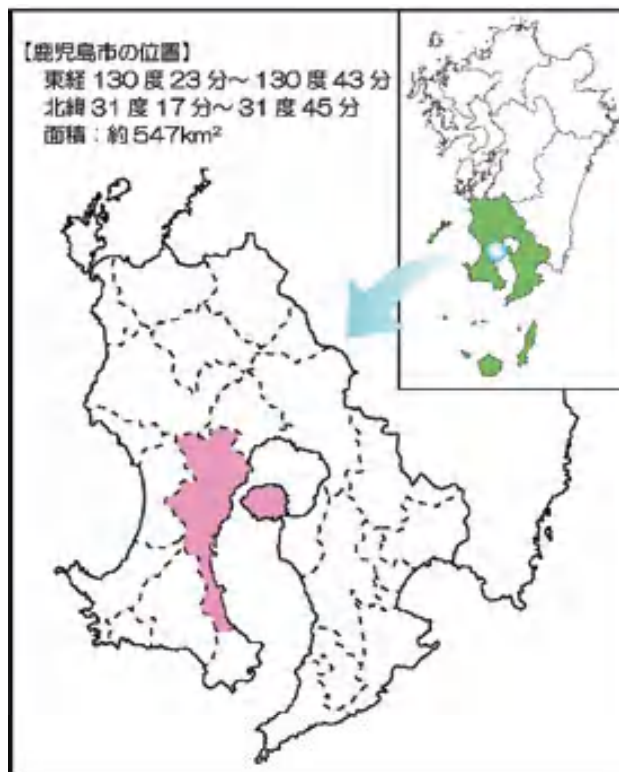 【鹿児島市の位置】
東経 130 度 23 分～ 130 度 43 分
北緯 31 度 17 分～ 31 度 45 分
面積：約 547km²